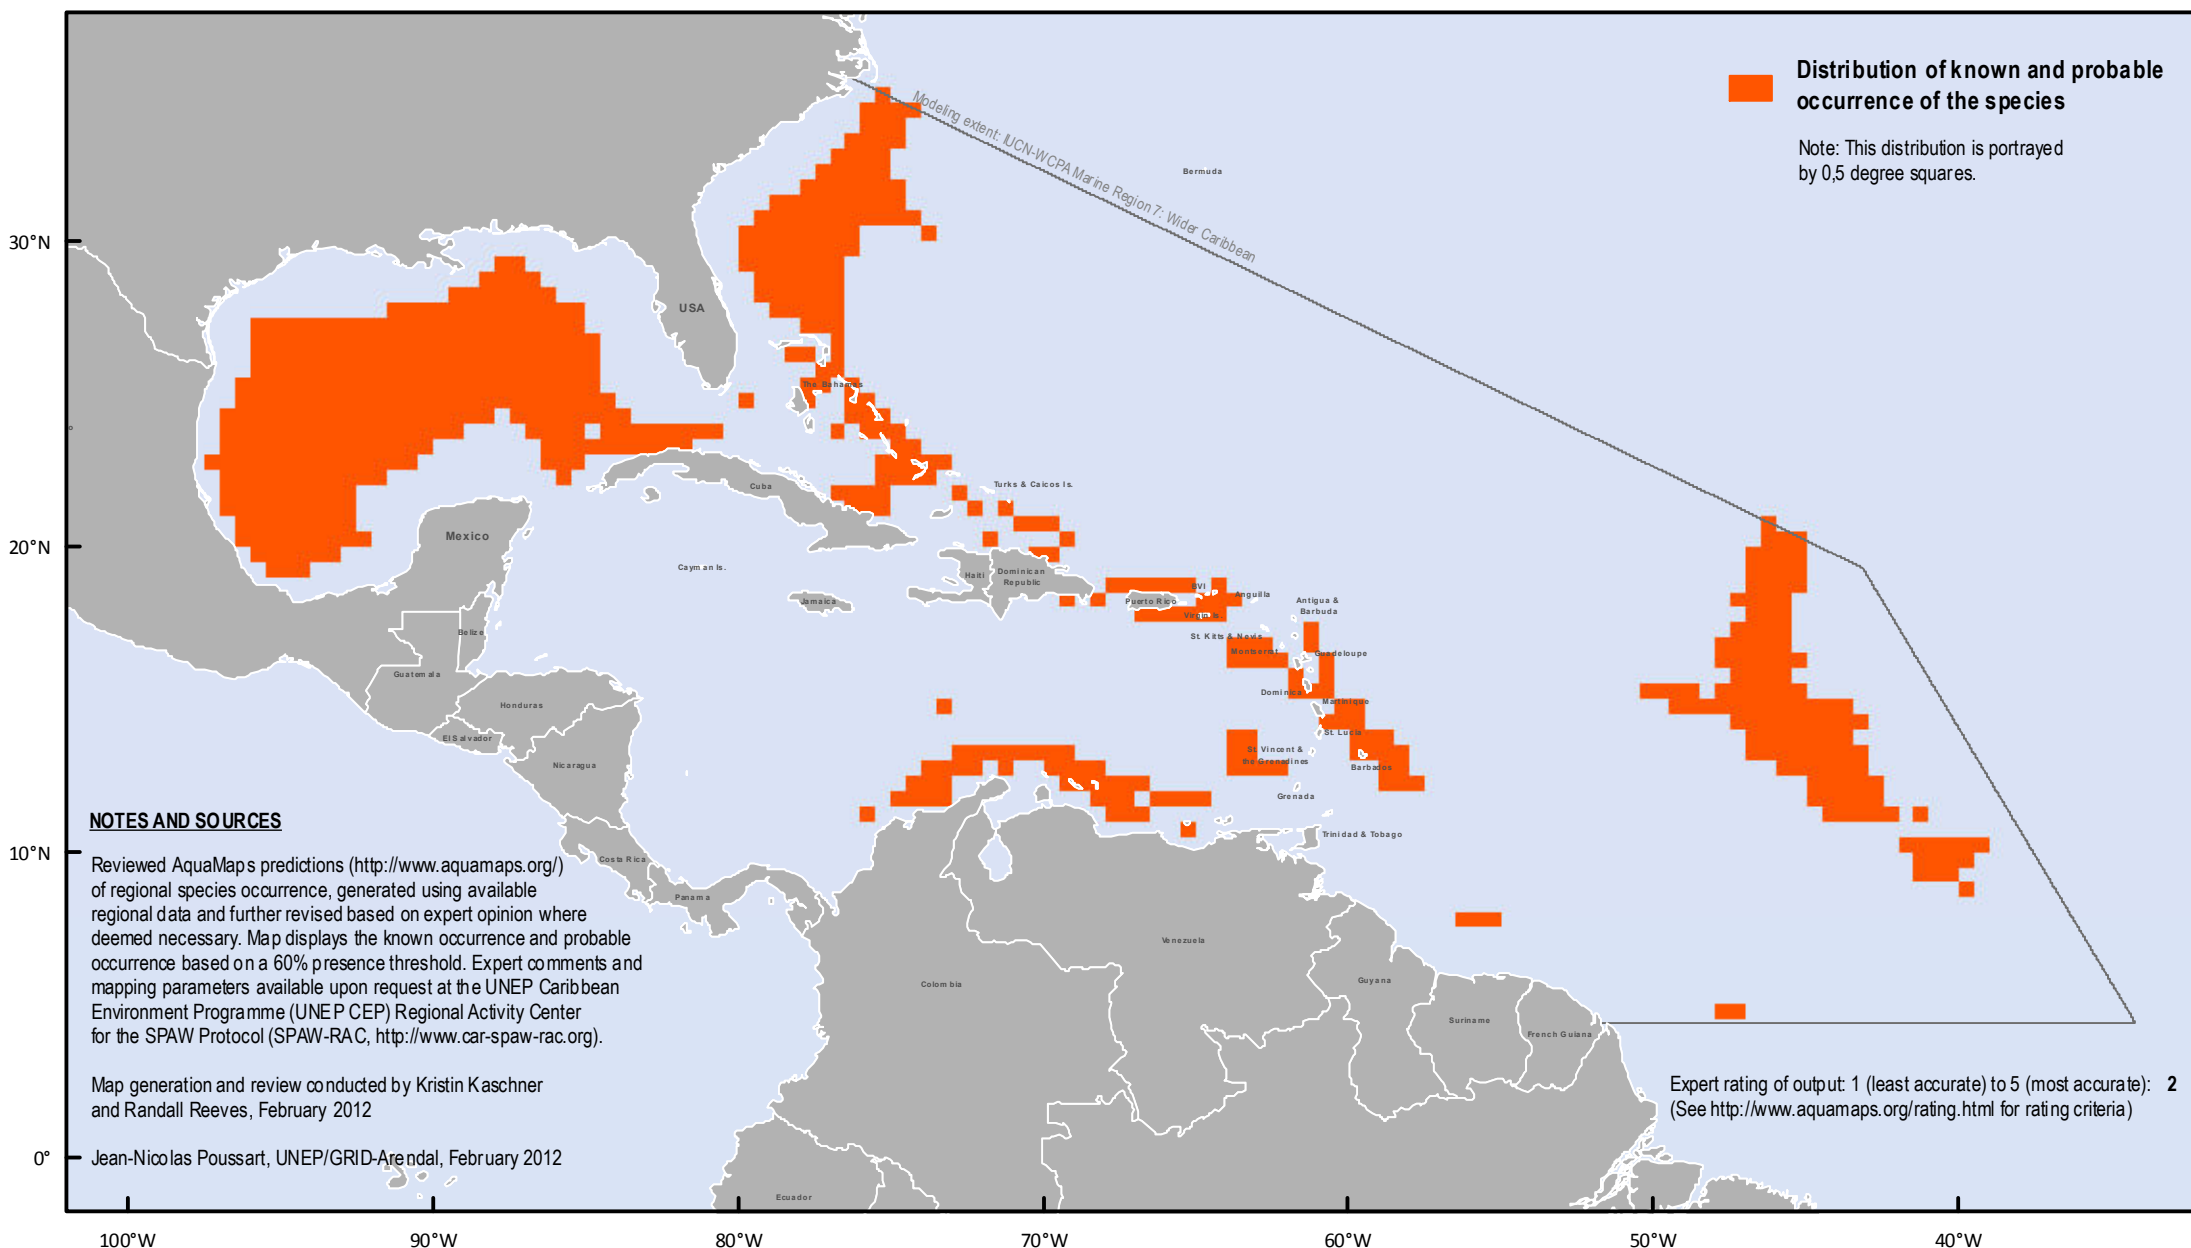 Distribution of known and probable
occurrence of the species
Note: This distribution is portrayed
by 0,5 degree squares.
Modeling extent: IUCN-WCPA Marine Region 7: Wider Caribbean
Bermuda
30°N
USA
The Bahamas
Cuba
Turks & Caicos Is.
20°N
Mexico
Cayman Is.
Haiti
Dominican
Republic
Jamaica
Puerto Rico
BVI
Virgin Is.
Anguilla
Antigua &
Barbuda
St. Kitts & Nevis
Montserrat
Guadeloupe
Dominica
Martinique
St. Lucia
St. Vincent &
the Grenadines
Barbados
Grenada
Trinidad & Tobago
Belize
Guatemala
Honduras
El Salvador
Nicaragua
Costa Rica
Panama
10°N
Venezuela
Colombia
Guyana
Suriname
French Guiana
Ecuador
NOTES AND SOURCES
Reviewed AquaMaps predictions (http://www.aquamaps.org/)
of regional species occurrence, generated using available
regional data and further revised based on expert opinion where
deemed necessary. Map displays the known occurrence and probable
occurrence based on a 60% presence threshold. Expert comments and
mapping parameters available upon request at the UNEP Caribbean
Environment Programme (UNEP CEP) Regional Activity Center
for the SPAW Protocol (SPAW-RAC, http://www.car-spaw-rac.org).
Map generation and review conducted by Kristin Kaschner
and Randall Reeves, February 2012
Jean-Nicolas Poussart, UNEP/GRID-Arendal, February 2012
Expert rating of output: 1 (least accurate) to 5 (most accurate): 2
(See http://www.aquamaps.org/rating.html for rating criteria)
0°
100°W
90°W
80°W
70°W
60°W
50°W
40°W